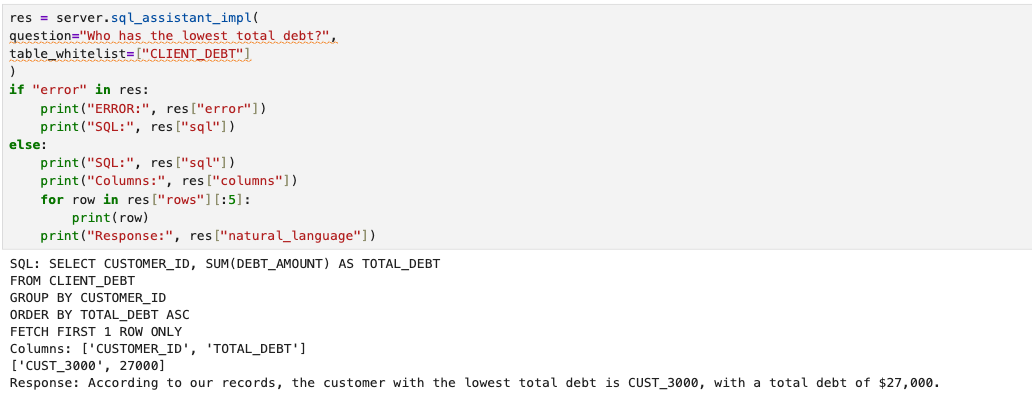 res = server.sql_assistant_impl(
question="Who has the lowest total debt?",
table_whitelist=["CLIENT_DEBT"]
)
if "error" in res:
    print("ERROR:", res["error"])
    print("SQL:", res["sql"])
else:
    print("SQL:", res["sql"])
    print("Columns:", res["columns"])
    for row in res["rows"][:5]:
        print(row)
    print("Response:", res["natural_language"])
SQL: SELECT CUSTOMER_ID, SUM(DEBT_AMOUNT) AS TOTAL_DEBT
FROM CLIENT_DEBT
GROUP BY CUSTOMER_ID
ORDER BY TOTAL_DEBT ASC
FETCH FIRST 1 ROW ONLY
Columns: ['CUSTOMER_ID', 'TOTAL_DEBT']
['CUST_3000', 27000]
Response: According to our records, the customer with the lowest total debt is CUST_3000, with a total debt of $27,000.